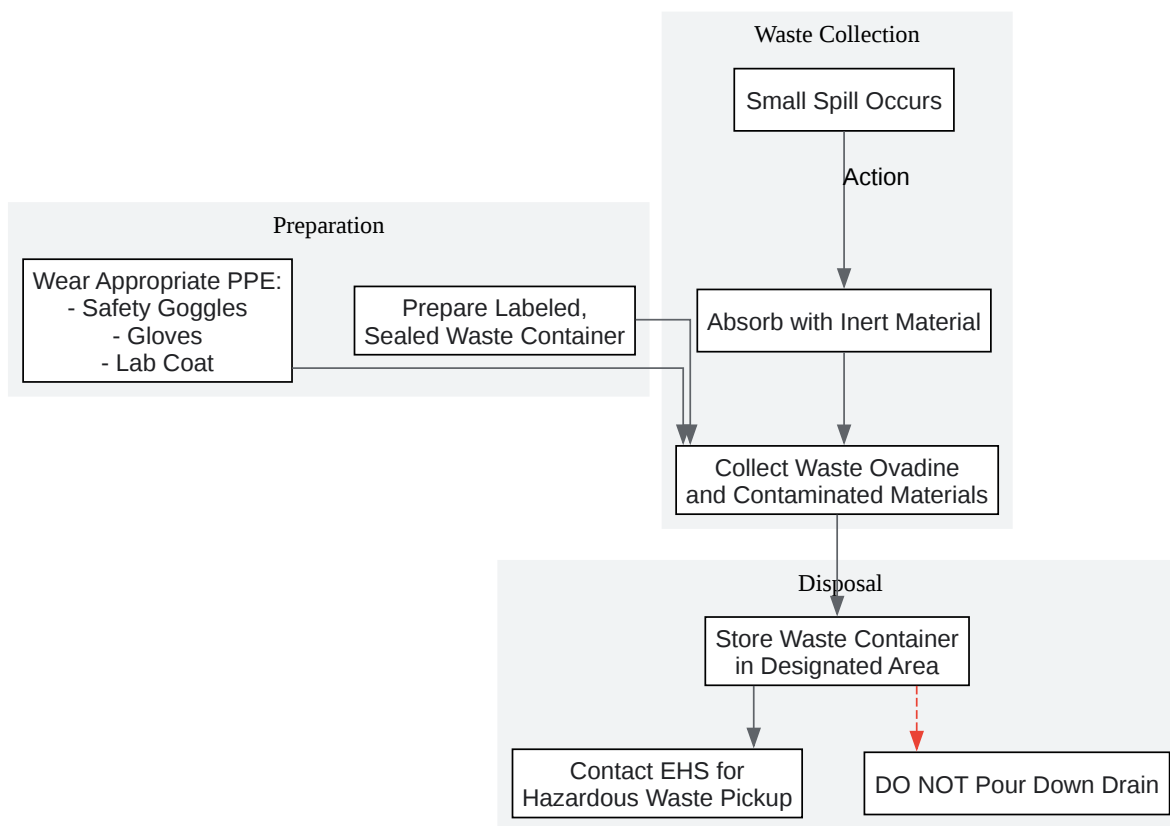 Waste Collection
Small Spill Occurs
Action
Preparation
Wear Appropriate PPE:
- Safety Goggles
- Gloves
- Lab Coat
Prepare Labeled,
Sealed Waste Container
Absorb with Inert Material
Collect Waste Ovadine
and Contaminated Materials
Disposal
Store Waste Container
in Designated Area
Contact EHS for
Hazardous Waste Pickup
DO NOT Pour Down Drain